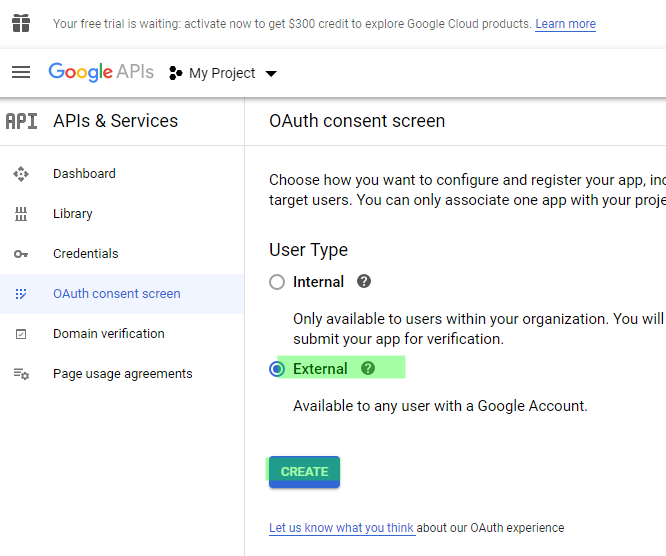 Your free trial is waiting: activate now to get $300 credit to explore Google Cloud products. Learn more
Google APIs My Project
API APIs & Services
OAuth consent screen
Dashboard
Library
Credentials
OAuth consent screen
Domain verification
Page usage agreements
Choose how you want to configure and register your app, inc
target users. You can only associate one app with your proje
User Type
Internal ?
Only available to users within your organization. You will
submit your app for verification.
External ?
Available to any user with a Google Account.
CREATE
Let us know what you think about our OAuth experience